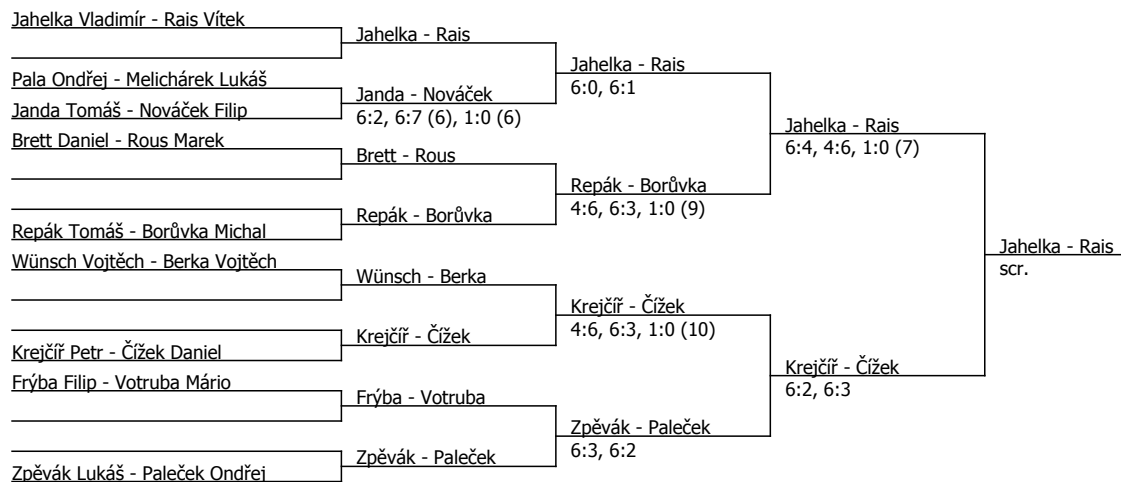 Jahelka Vladimír - Rais Vítek
Pala Ondřej - Melichárek Lukáš
Janda Tomáš - Nováček Filip
Brett Daniel - Rous Marek
Repák Tomáš - Borůvka Michal
Wünsch Vojtěch - Berka Vojtěch
Krejčíř Petr - Čížek Daniel
Frýba Filip - Votruba Mário
Zpěvák Lukáš - Paleček Ondřej
Jahelka - Rais
Janda - Nováček
6:2, 6:7 (6), 1:0 (6)
Brett - Rous
Repák - Borůvka
Wünsch - Berka
Krejčíř - Čížek
Frýba - Votruba
Zpěvák - Paleček
Jahelka - Rais
6:0, 6:1
Repák - Borůvka
4:6, 6:3, 1:0 (9)
Krejčíř - Čížek
4:6, 6:3, 1:0 (10)
Zpěvák - Paleček
6:3, 6:2
Jahelka - Rais
6:4, 4:6, 1:0 (7)
Krejčíř - Čížek
6:2, 6:3
Jahelka - Rais
scr.